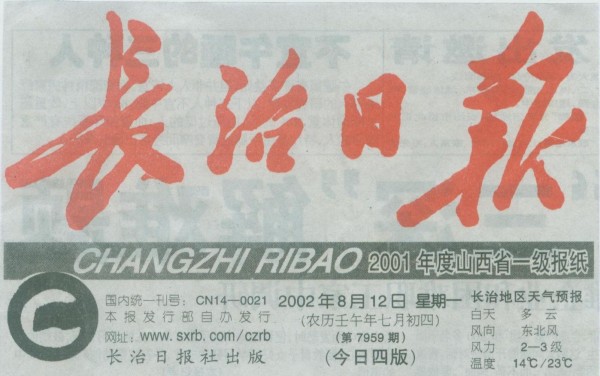 长治日报
CHANGZHI RIBAO 2001年度山西省一级报纸
国内统一刊号：CN14—0021
本报发行部自办发行
网址：www.sxrb.com/czrb
长治日报社出版
2002年8月12日 星期一
(农历壬午年七月初四)
(第7959期)
(今日四版)
长治地区天气预报
白天 多云
风向 东北风
风力 2—3级
温度 14℃/23℃